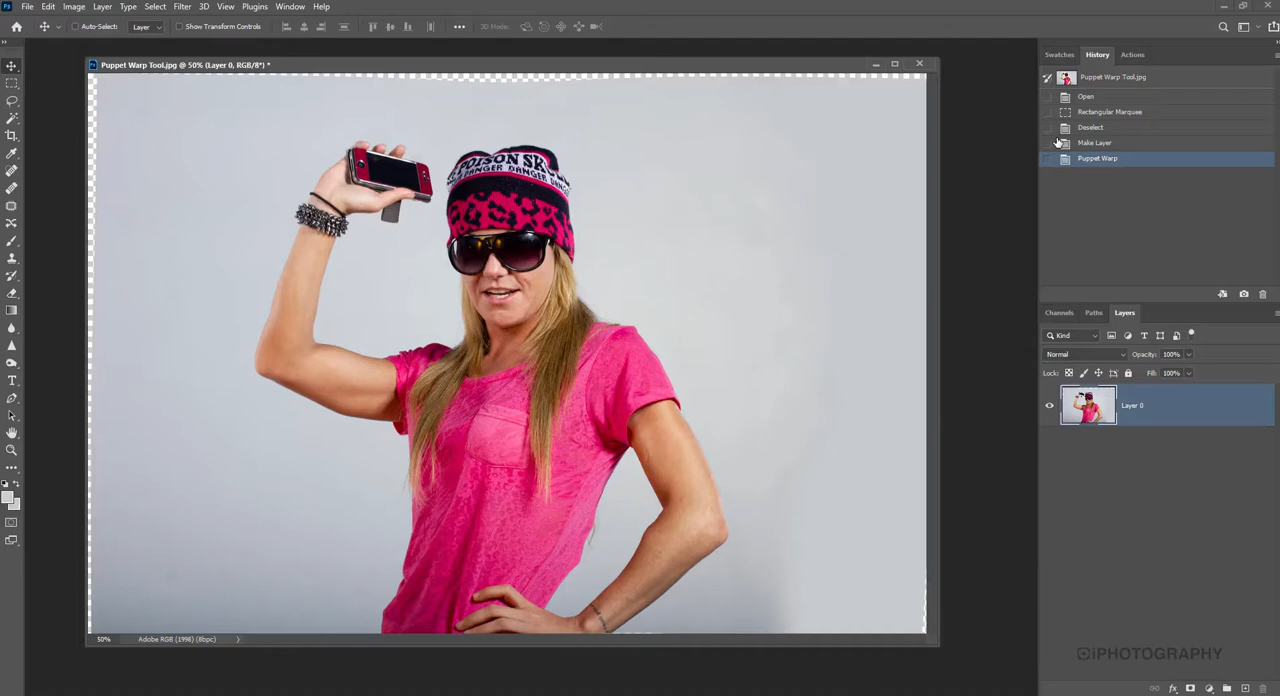 Ps File Edit Image Layer Type Select Filter 3D View Plugins Window Help
Auto-Select: Layer Show Transform Controls 3D Mode:
Puppet Warp Tool.jpg @ 50% (Layer 0, RGB/8*) *
Swatches History Actions
Puppet Warp Tool.jpg
Open
Rectangular Marquee
Deselect
Make Layer
Puppet Warp
POISON SK
DANGER DANGER DANGER
Channels Paths Layers
Kind
Normal Opacity: 100%
Lock: Fill: 100%
Layer 0
50% Adobe RGB (1998) (8bpc)
iPHOTOGRAPHY